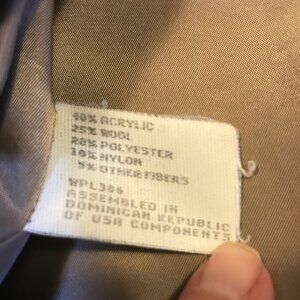 40% ACRYLIC
25% WOOL
20% POLYESTER
10% NYLON
5% OTHER FIBERS
WPL306
ASSEMBLED IN
DOMINICAN REPUBLIC
OF USA COMPONENTS